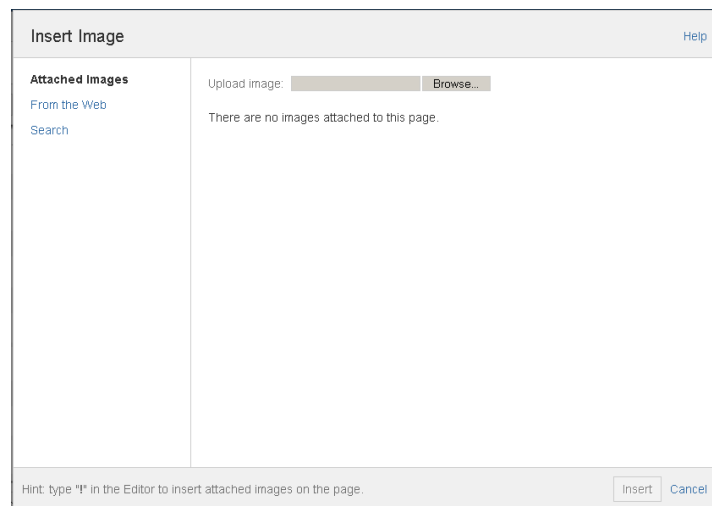 Insert Image
Help
Attached Images
From the Web
Search
Upload image:
Browse...
There are no images attached to this page.
Hint: type "!" in the Editor to insert attached images on the page.
Insert
Cancel